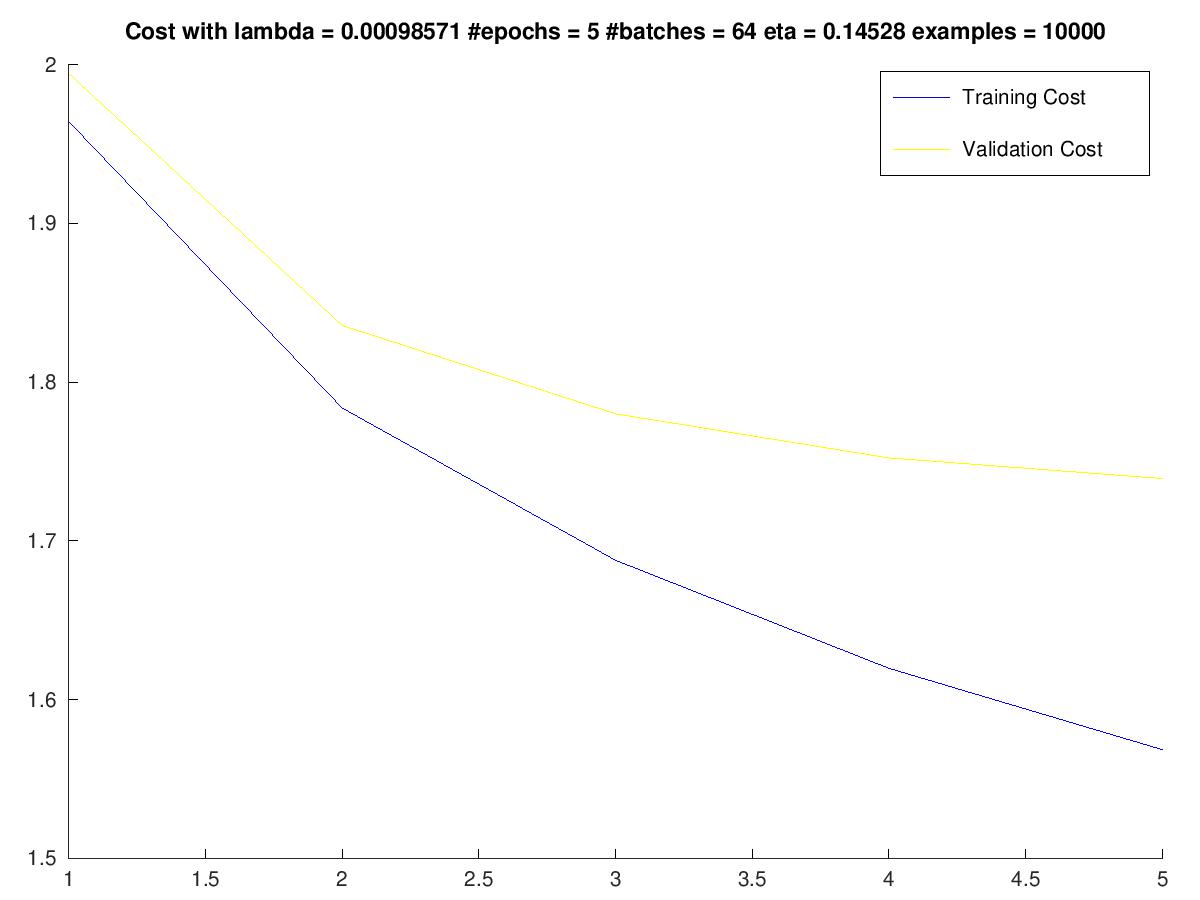 Cost with lambda = 0.00098571 #epochs = 5 #batches = 64 eta = 0.14528 examples = 10000
2
Training Cost
Validation Cost
1.9
1.8
1.7
1.6
1.5
1 1.5 2 2.5 3 3.5 4 4.5 5